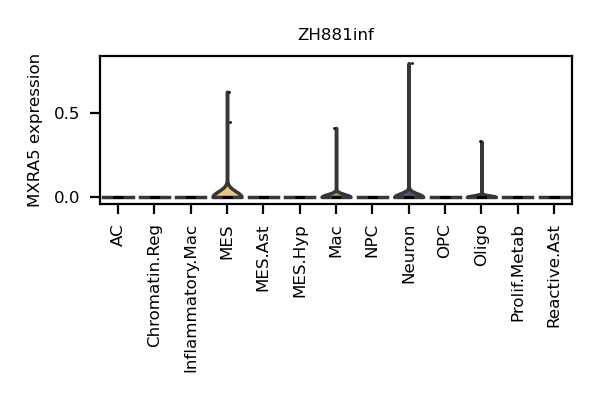 ZH881inf
MXRA5 expression
0.5
0.0
AC
Chromatin.Reg
Inflammatory.Mac
MES
MES.Ast
MES.Hyp
Mac
NPC
Neuron
OPC
Oligo
Prolif.Metab
Reactive.Ast